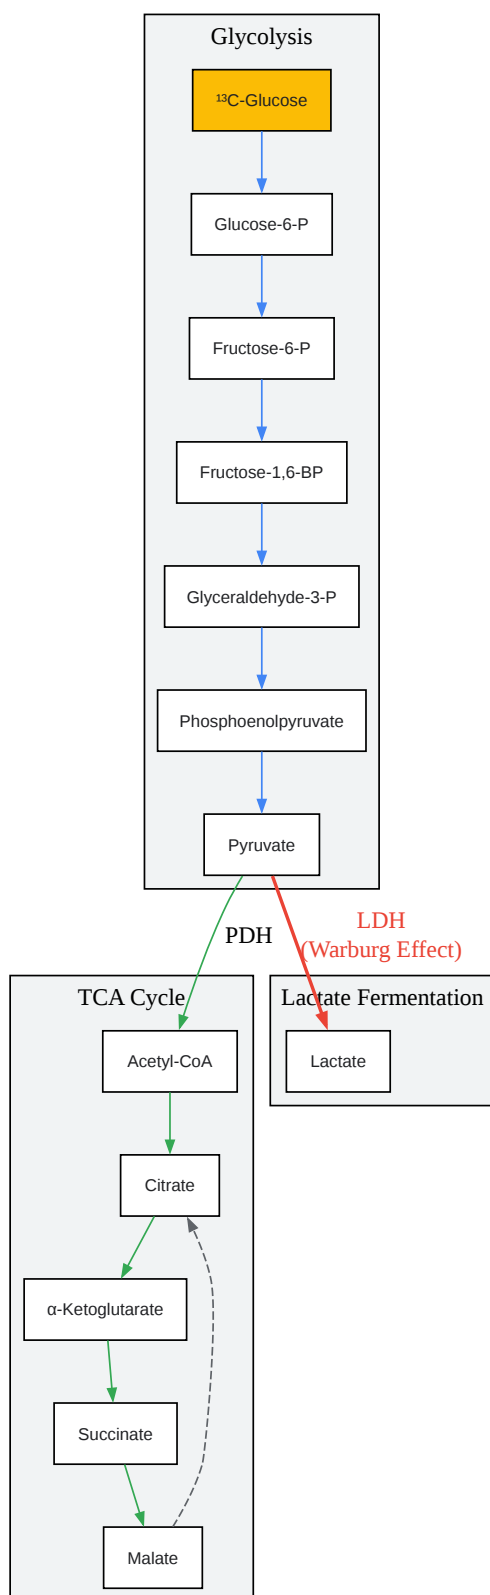 Glycolysis
¹³C-Glucose
Glucose-6-P
Fructose-6-P
Fructose-1,6-BP
Glyceraldehyde-3-P
Phosphoenolpyruvate
Pyruvate
PDH
LDH
(Warburg Effect)
TCA Cycle
Lactate Fermentation
Acetyl-CoA
Lactate
Citrate
α-Ketoglutarate
Succinate
Malate